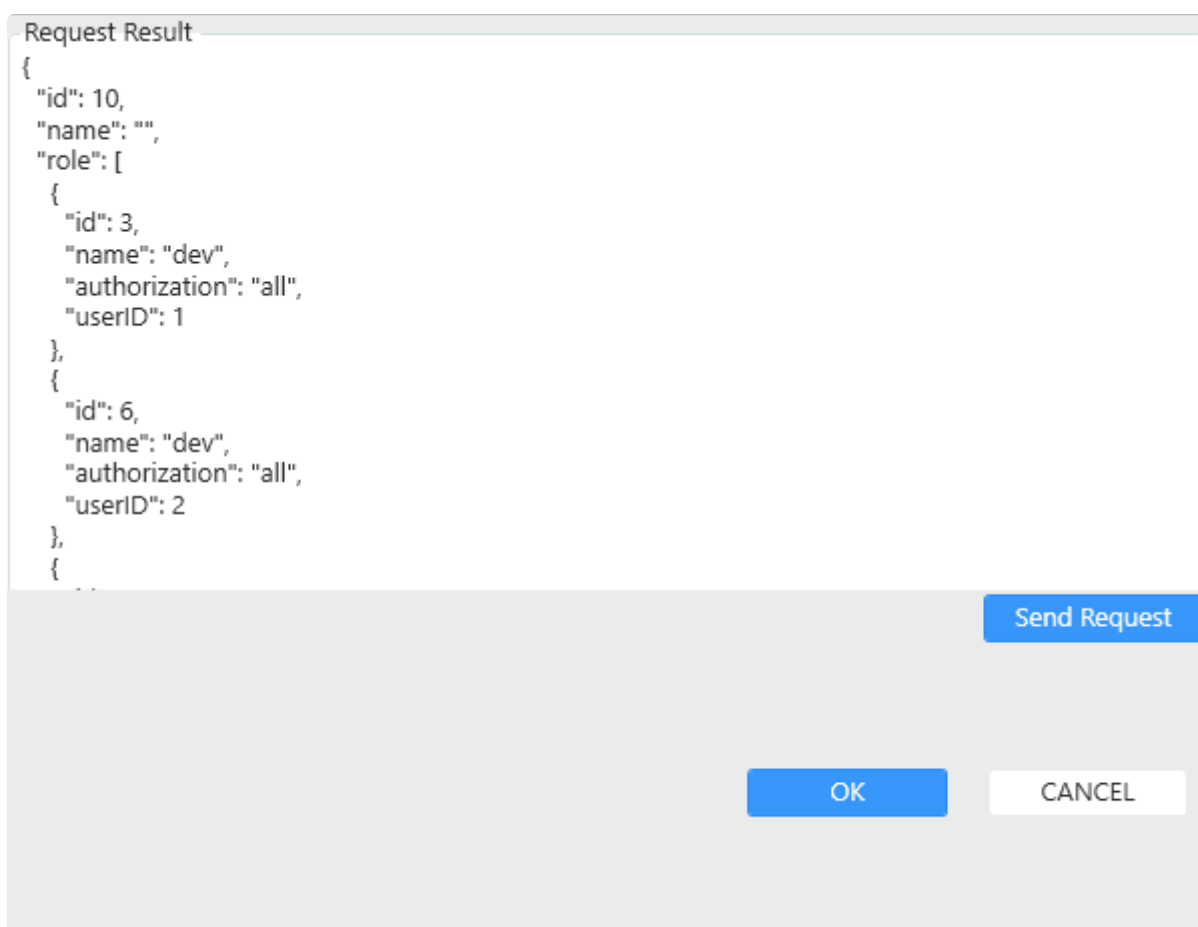 Request Result
{
"id": 10,
"name": "",
"role": [
{
"id": 3,
"name": "dev",
"authorization": "all",
"userID": 1
},
{
"id": 6,
"name": "dev",
"authorization": "all",
"userID": 2
},
{
Send Request
OK
CANCEL